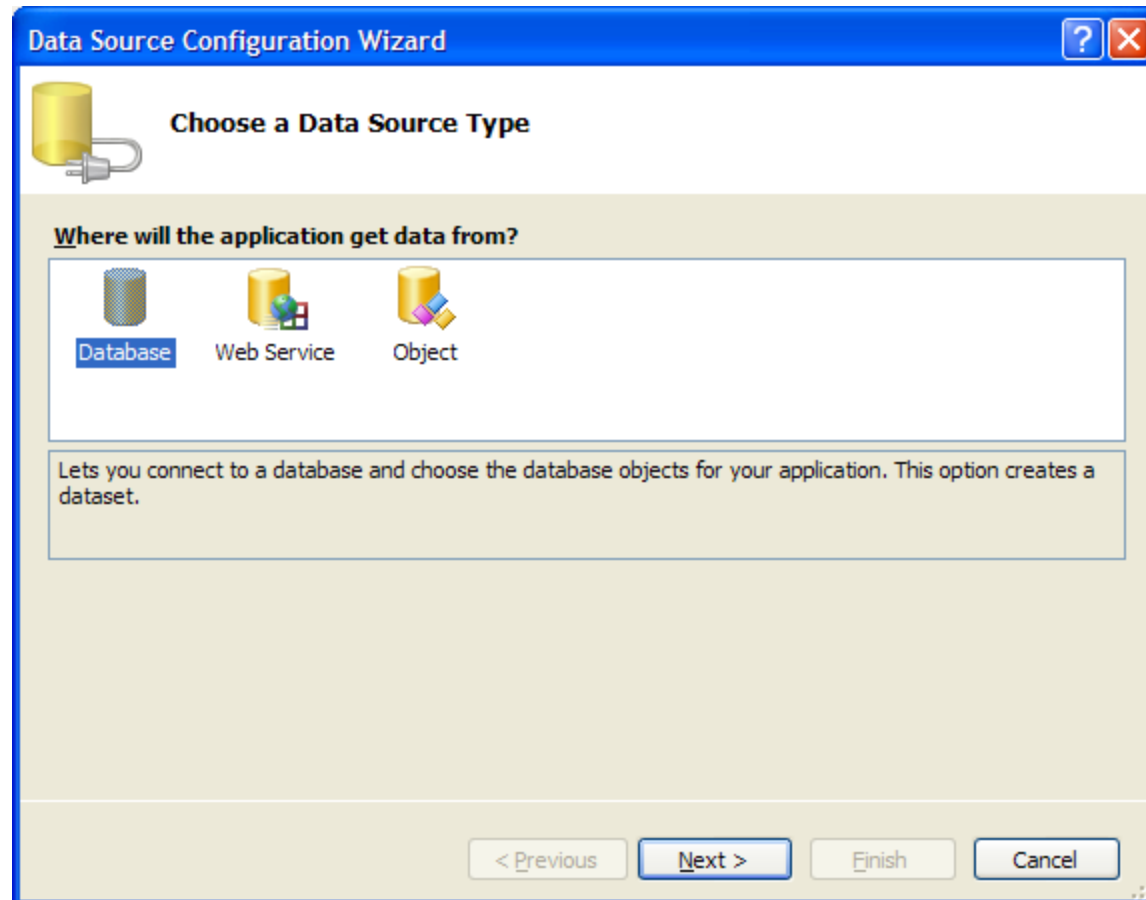 Data Source Configuration Wizard
Choose a Data Source Type
Where will the application get data from?
Database Web Service Object
Lets you connect to a database and choose the database objects for your application. This option creates a
dataset.
< Previous Next > Finish Cancel